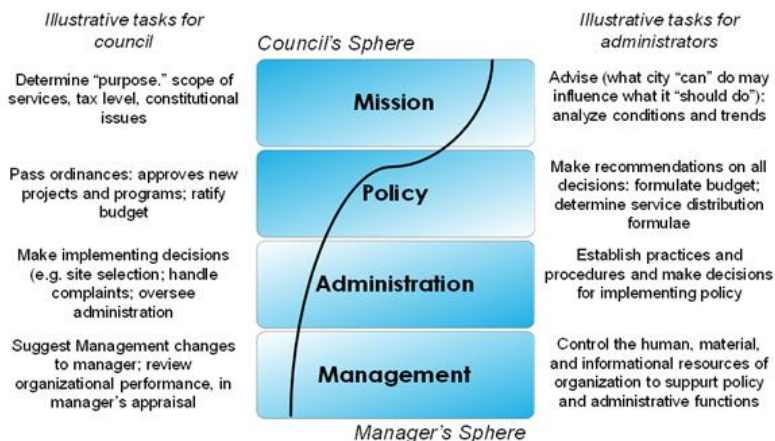 Illustrative tasks for
council
Council's Sphere
Illustrative tasks for
administrators
Determine "purpose." scope of
services, tax level, constitutional
issues
Mission
Advise (what city "can" do may
influence what it "should do"):
analyze conditions and trends
Pass ordinances: approves new
projects and programs; ratify
budget
Policy
Make recommendations on all
decisions: formulate budget;
determine service distribution
formulae
Make implementing decisions
(e.g. site selection; handle
complaints; oversee
administration
Administration
Establish practices and
procedures and make decisions
for implementing policy
Suggest Management changes
to manager; review
organizational performance, in
manager's appraisal
Management
Control the human, material,
and informational resources of
organization to suppurt policy
and administrative functions
Manager's Sphere